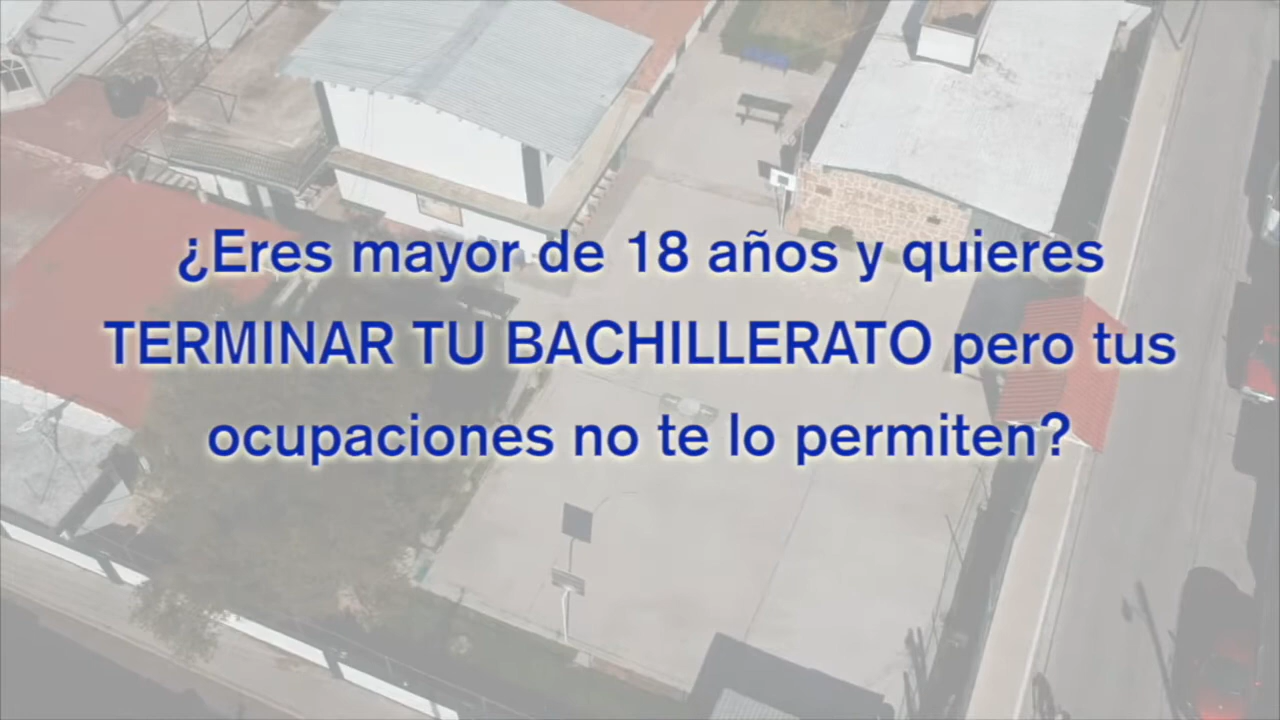 ¿Eres mayor de 18 años y quieres
TERMINAR TU BACHILLERATO pero tus
ocupaciones no te lo permiten?